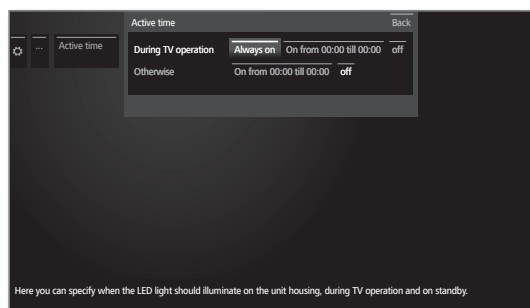 Active time Back
... Active time
During TV operation Always on On from 00:00 till 00:00 off
Otherwise On from 00:00 till 00:00 off
Here you can specify when the LED light should illuminate on the unit housing, during TV operation and on standby.